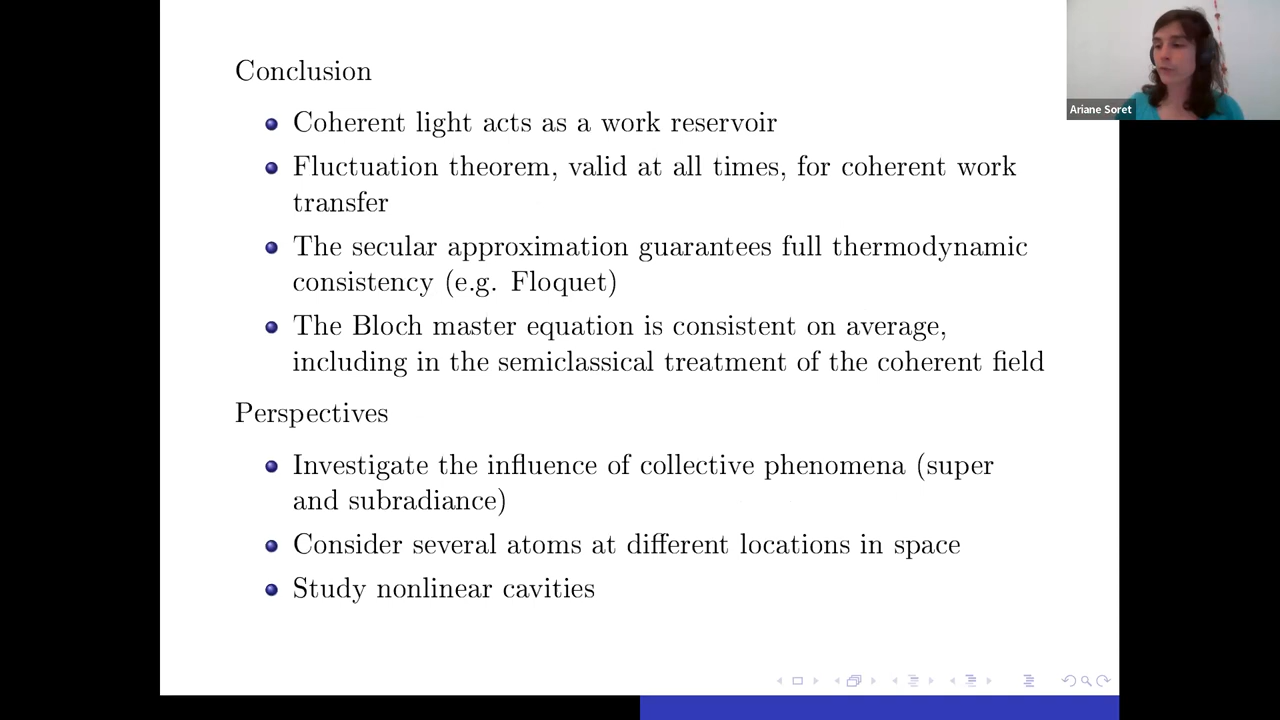 Conclusion
Coherent light acts as a work reservoir
Fluctuation theorem, valid at all times, for coherent work
transfer
The secular approximation guarantees full thermodynamic
consistency (e.g. Floquet)
The Bloch master equation is consistent on average,
including in the semiclassical treatment of the coherent field
Perspectives
Investigate the influence of collective phenomena (super
and subradiance)
Consider several atoms at different locations in space
Study nonlinear cavities
Ariane Soret